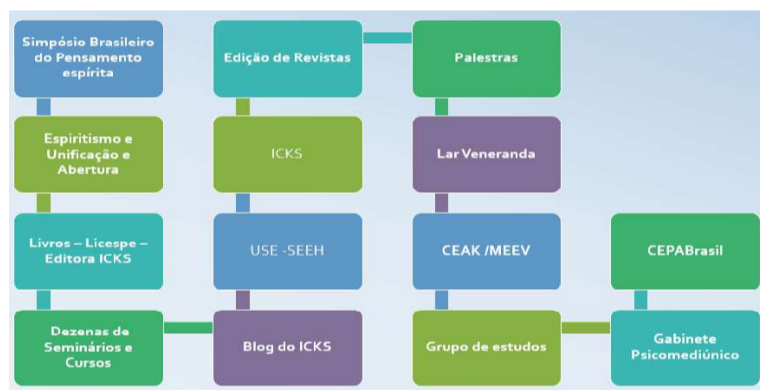 Simpósio Brasileiro
do Pensamento
espírita
Espiritismo e
Unificação e
Abertura
Livros – Licespe –
Editora ICKS
Dezenas de
Seminários e
Cursos
Blog do ICKS
USE -SEEH
ICKS
Edição de Revistas
Palestras
Lar Veneranda
CEAK /MEEV
Grupo de estudos
Gabinete
Psicomediúnico
CEPABrasil